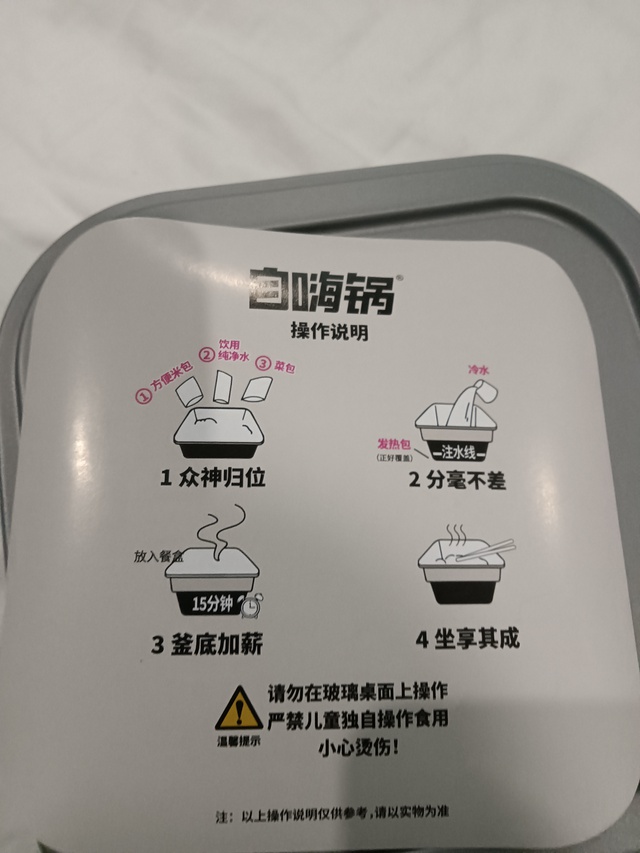 自嗨锅®
操作说明
① 方便米包
② 饮用
纯净水
③ 菜包
冷水
发热包
(正好覆盖)
注水线
1 众神归位
2 分毫不差
放入餐盒
15分钟
3 釜底加薪
4 坐享其成
温馨提示
请勿在玻璃桌面上操作
严禁儿童独自操作食用
小心烫伤!
注：以上操作说明仅供参考,请以实物为准